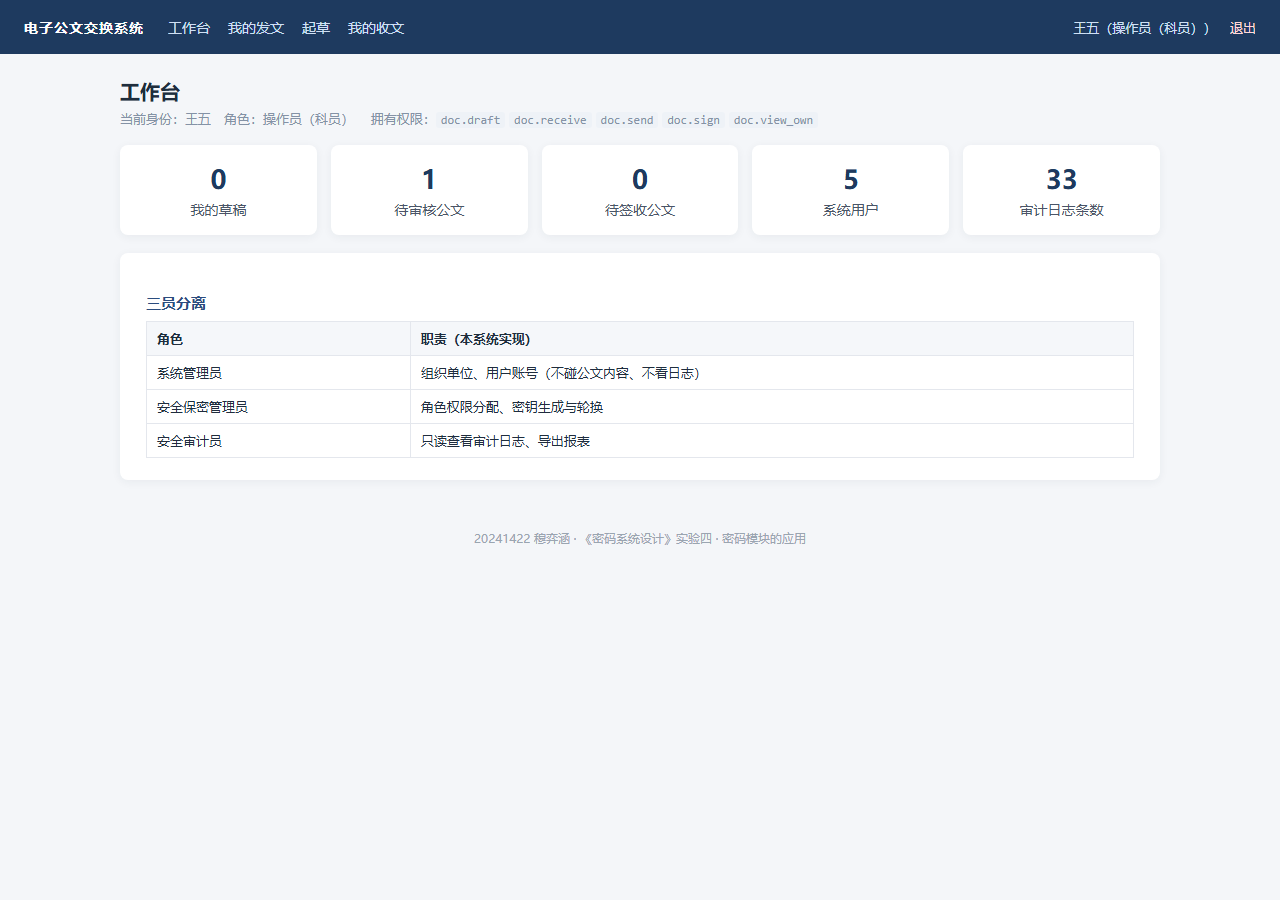 电子公文交换系统 工作台 我的发文 起草 我的收文 王五（操作员（科员）） 退出
工作台
当前身份：王五 角色：操作员（科员） 拥有权限： doc.draft doc.receive doc.send doc.sign doc.view_own
0 1 0 5 33
我的草稿 待审核公文 待签收公文 系统用户 审计日志条数
三员分离
角色 职责（本系统实现）
系统管理员 组织单位、用户账号（不碰公文内容、不看日志）
安全保密管理员 角色权限分配、密钥生成与轮换
安全审计员 只读查看审计日志、导出报表
20241422 穆弈涵 · 《密码系统设计》实验四 · 密码模块的应用